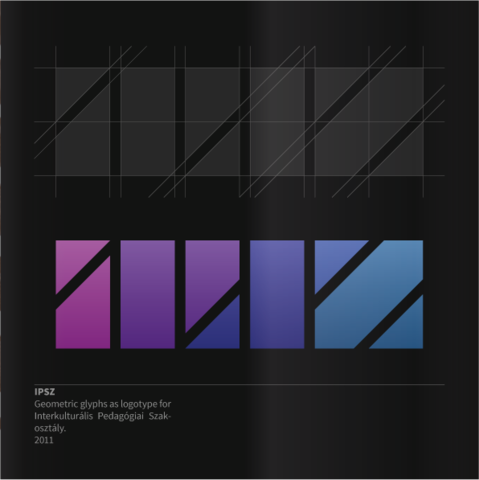 IPSZ
Geometric glyphs as logotype for
Interkulturális Pedagógiai Szak-
osztály.
2011